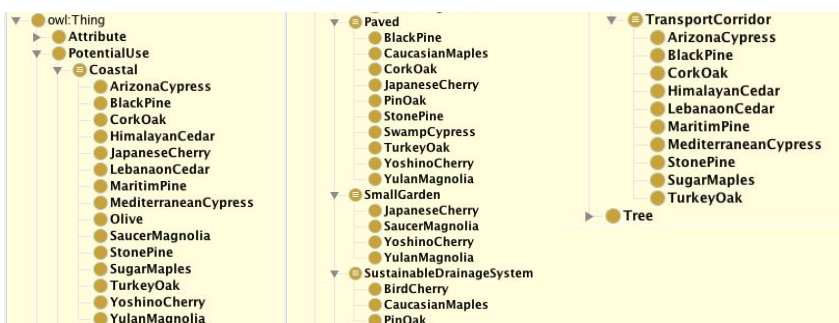 owl:Thing
Attribute
PotentialUse
Coastal
ArizonaCypress
BlackPine
CorkOak
HimalayanCedar
JapaneseCherry
LebanaonCedar
MaritimPine
MediterraneanCypress
Olive
SaucerMagnolia
StonePine
SugarMaples
TurkeyOak
YoshinoCherry
YulanMagnolia
Paved
BlackPine
CaucasianMaples
CorkOak
JapaneseCherry
PinOak
StonePine
SwampCypress
TurkeyOak
YoshinoCherry
YulanMagnolia
SmallGarden
JapaneseCherry
SaucerMagnolia
YoshinoCherry
YulanMagnolia
SustainableDrainageSystem
BirdCherry
CaucasianMaples
PinOak
TransportCorridor
ArizonaCypress
BlackPine
CorkOak
HimalayanCedar
LebanaonCedar
MaritimPine
MediterraneanCypress
StonePine
SugarMaples
TurkeyOak
Tree